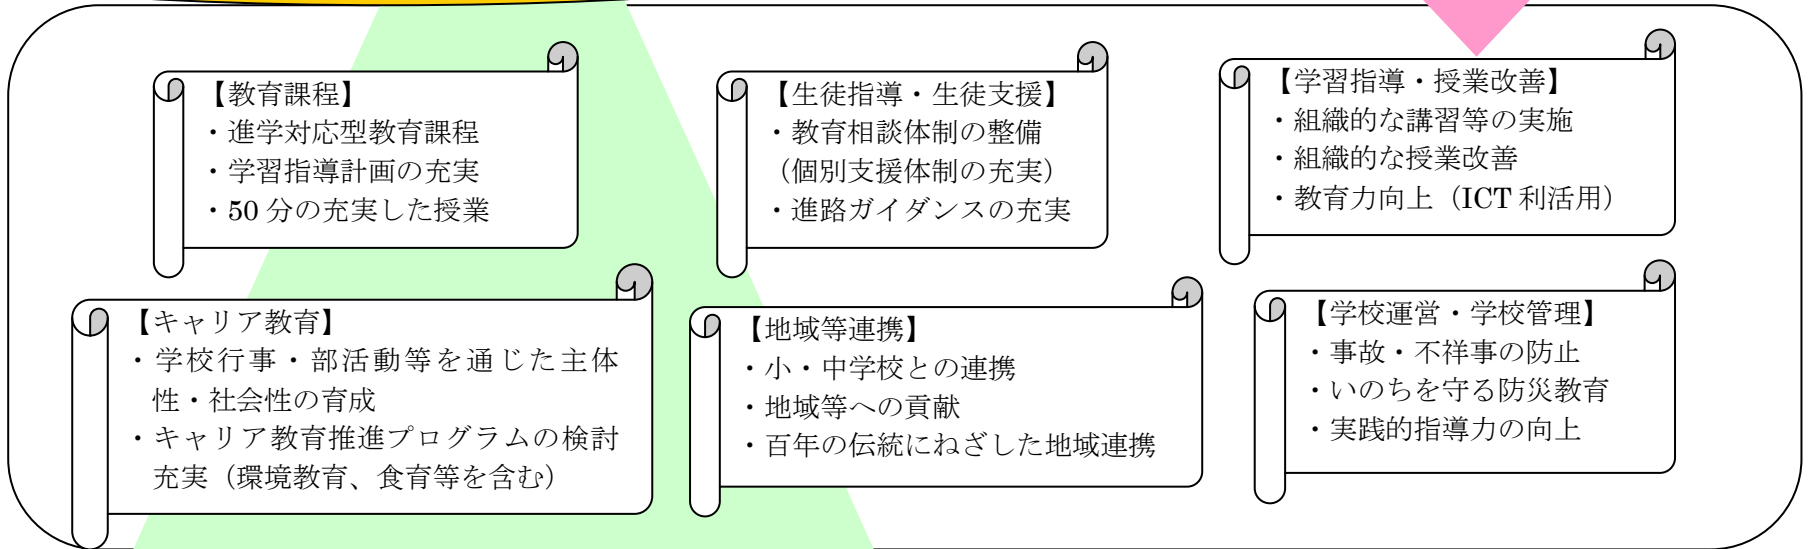 【教育課程】
・進学対応型教育課程
・学習指導計画の充実
・50 分の充実した授業
【生徒指導・生徒支援】
・教育相談体制の整備
（個別支援体制の充実）
・進路ガイダンスの充実
【学習指導・授業改善】
・組織的な講習等の実施
・組織的な授業改善
・教育力向上（ICT 利活用）
【キャリア教育】
・学校行事・部活動等を通じた主体
性・社会性の育成
・キャリア教育推進プログラムの検討
充実（環境教育、食育等を含む）
【地域等連携】
・小・中学校との連携
・地域等への貢献
・百年の伝統にねざした地域連携
【学校運営・学校管理】
・事故・不祥事の防止
・いのちを守る防災教育
・実践的指導力の向上